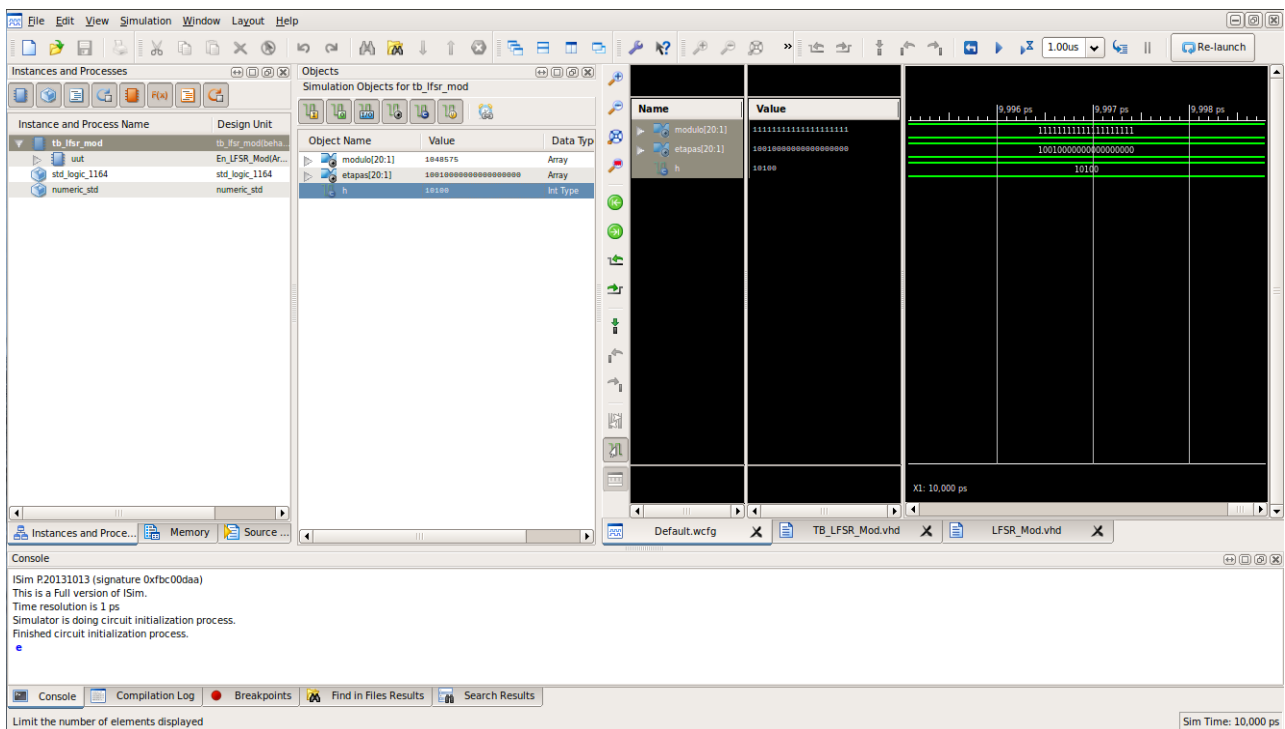 File Edit View Simulation Window Layout Help
1.00us Re-launch
Instances and Processes
Instance and Process Name Design Unit
tb_lfsr_mod tb_lfsr_mod(beha...
uut En_LFSR_Mod(Ar...
std_logic_1164 std_logic_1164
numeric_std numeric_std
Instances and Proce... Memory Source ...
Objects
Simulation Objects for tb_lfsr_mod
Object Name Value Data Typ
modulo[20:1] 1048575 Array
etapas[20:1] 10010000000000000000 Array
h 10100 Int Type
Name Value
modulo[20:1] 11111111111111111111
etapas[20:1] 10010000000000000000
h 10100
9,996 ps 9,997 ps 9,998 ps
11111111111111111111
10010000000000000000
10100
X1: 10,000 ps
Default.wcfg TB_LFSR_Mod.vhd LFSR_Mod.vhd
Console
ISim P.20131013 (signature 0xfbc00daa)
This is a Full version of ISim.
Time resolution is 1 ps
Simulator is doing circuit initialization process.
Finished circuit initialization process.
e
Console Compilation Log Breakpoints Find in Files Results Search Results
Limit the number of elements displayed Sim Time: 10,000 ps